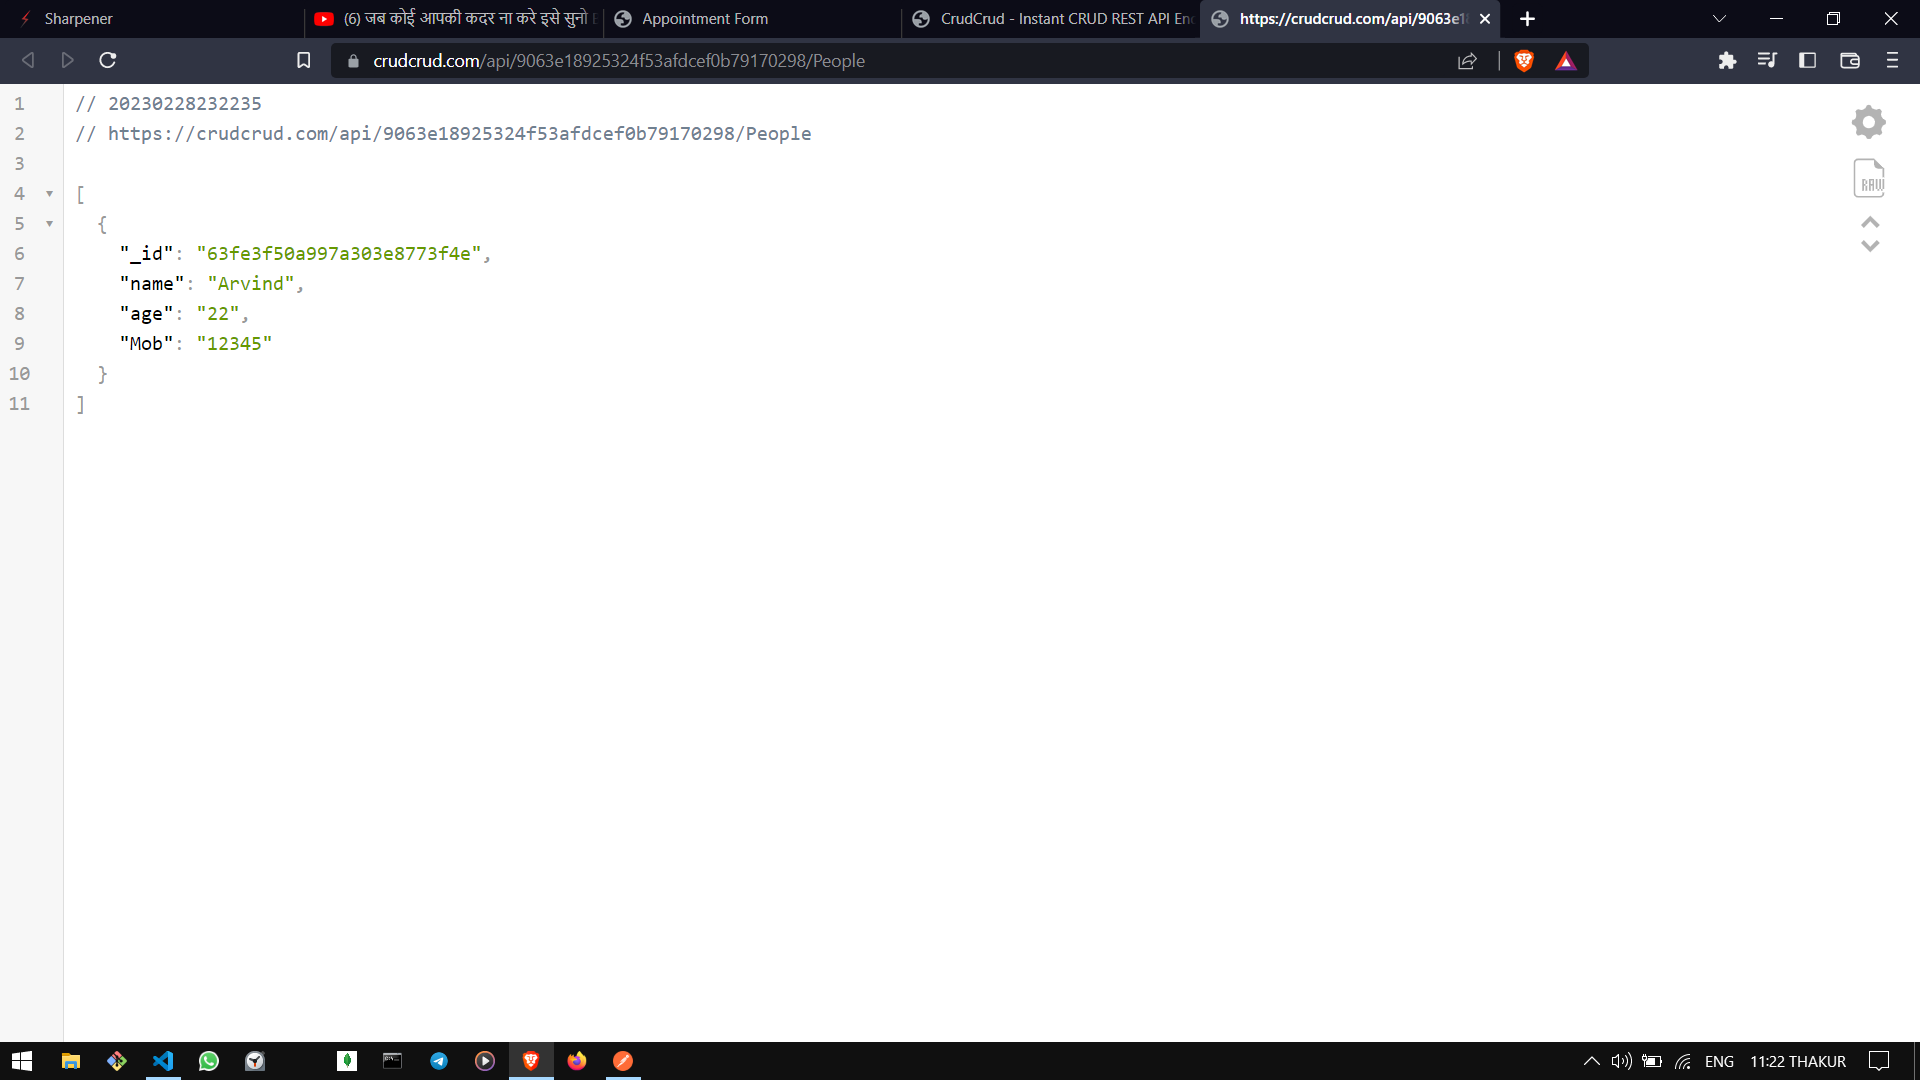 Sharpener
(6) जब कोई आपकी कदर ना करे इसे सुनो
Appointment Form
CrudCrud - Instant CRUD REST API
https://crudcrud.com/api/9063e1
crudcrud.com/api/9063e18925324f53afdcef0b79170298/People
1 // 20230228232235
2 // https://crudcrud.com/api/9063e18925324f53afdcef0b79170298/People
3
4 [
5 {
6 "_id": "63fe3f50a997a303e8773f4e",
7 "name": "Arvind",
8 "age": "22",
9 "Mob": "12345"
10 }
11 ]
RAW
ENG
11:22 THAKUR